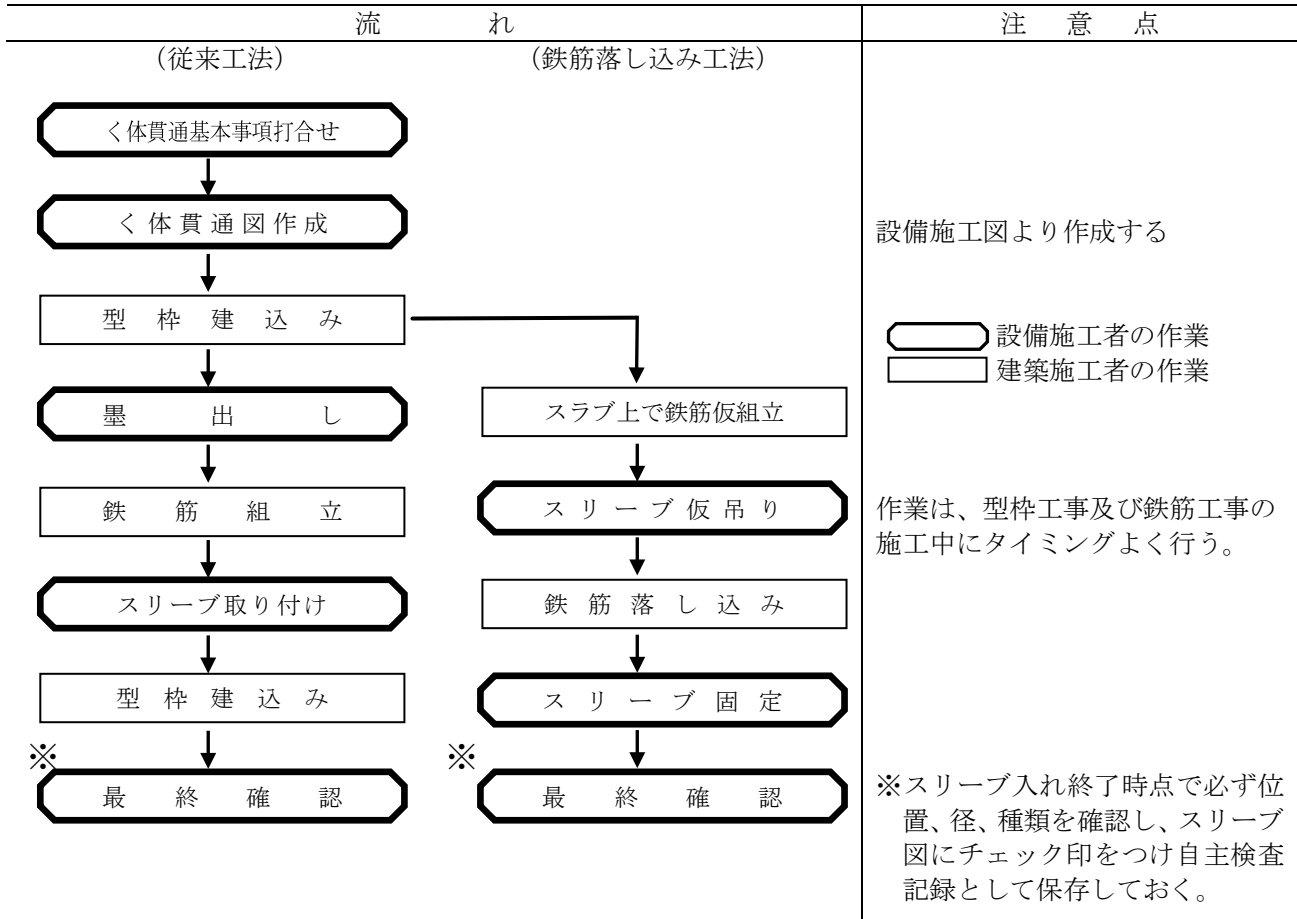 流れ
注意点
(従来工法)
(鉄筋落し込み工法)
く体貫通基本事項打合せ
く体貫通図作成
設備施工図より作成する
型枠建込み
設備施工者の作業
建築施工者の作業
墨出し
スラブ上で鉄筋仮組立
鉄筋組立
スリーブ仮吊り
作業は、型枠工事及び鉄筋工事の
施工中にタイミングよく行う。
スリーブ取り付け
鉄筋落し込み
型枠建込み
スリーブ固定
※
※
最終確認
最終確認
※スリーブ入れ終了時点で必ず位
置、径、種類を確認し、スリーブ
図にチェック印をつけ自主検査
記録として保存しておく。